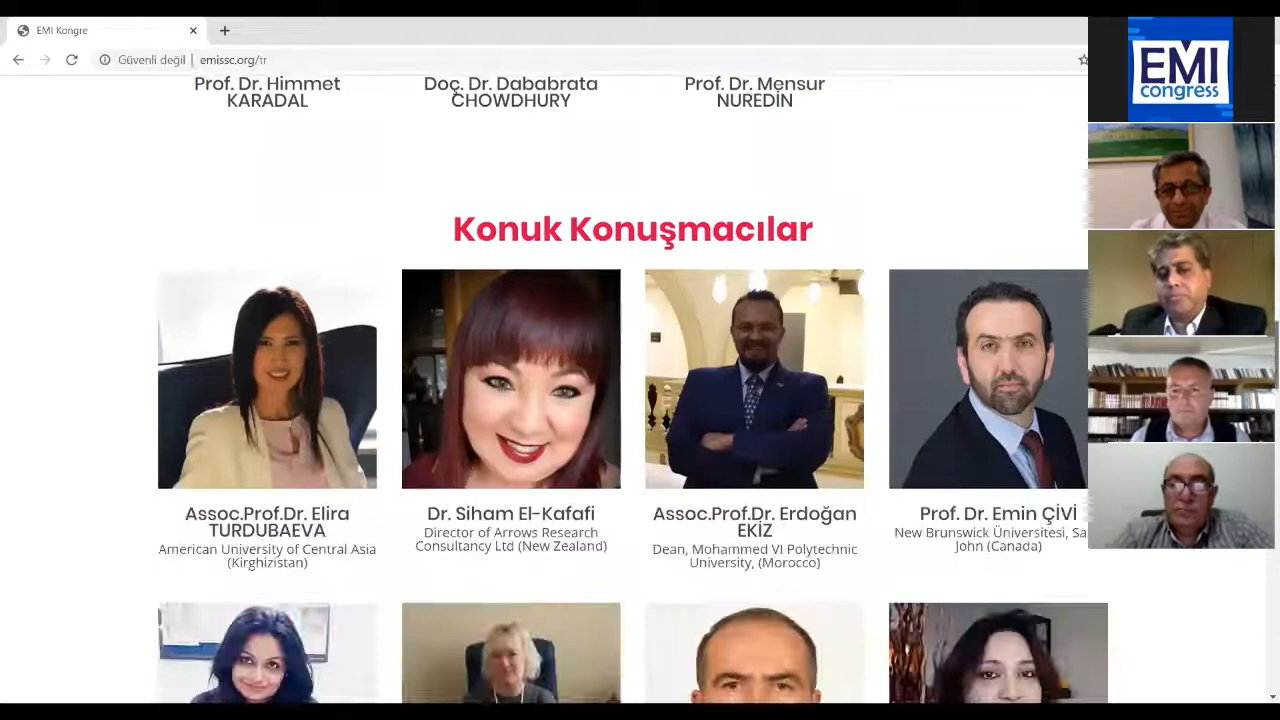 EMI Kongre
Güvenli değil
emissc.org/tr
EMI
congress
Prof. Dr. Himmet
KARADAL
Doç. Dr. Dababrata
CHOWDHURY
Prof. Dr. Mensur
NUREDİN
Konuk Konuşmacılar
Assoc.Prof.Dr. Elira
TURDUBAEVA
American University of Central Asia
(Kirghizistan)
Dr. Siham El-Kafafi
Director of Arrows Research
Consultancy Ltd (New Zealand)
Assoc.Prof.Dr. Erdoğan
EKİZ
Dean, Mohammed VI Polytechnic
University, (Morocco)
Prof. Dr. Emin ÇİVİ
New Brunswick Üniversitesi, Sa
John (Canada)